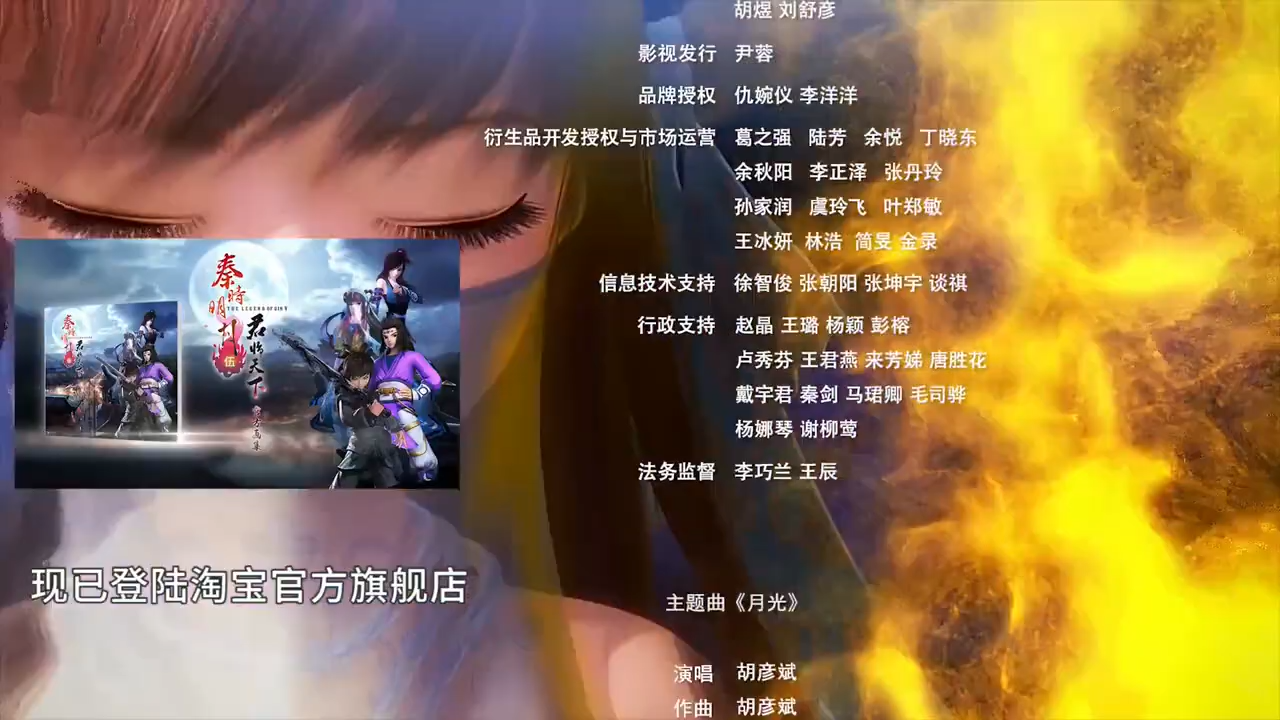 胡煜 刘舒彦
影视发行 尹蓉
品牌授权 仇婉仪 李洋洋
衍生品开发授权与市场运营 葛之强 陆芳 余悦 丁晓东
余秋阳 李正泽 张丹玲
孙家润 虞玲飞 叶郑敏
王冰妍 林浩 简旻 金录
信息技术支持 徐智俊 张朝阳 张坤宇 谈祺
行政支持 赵晶 王璐 杨颖 彭榕
卢秀芬 王君燕 来芳娣 唐胜花
戴宇君 秦剑 马珺卿 毛司骅
杨娜琴 谢柳莺
法务监督 李巧兰 王辰
秦時明月
THE LEGEND OF QIN
伍
君临天下
现已登陆淘宝官方旗舰店
主题曲《月光》
演唱 胡彦斌
作曲 胡彦斌